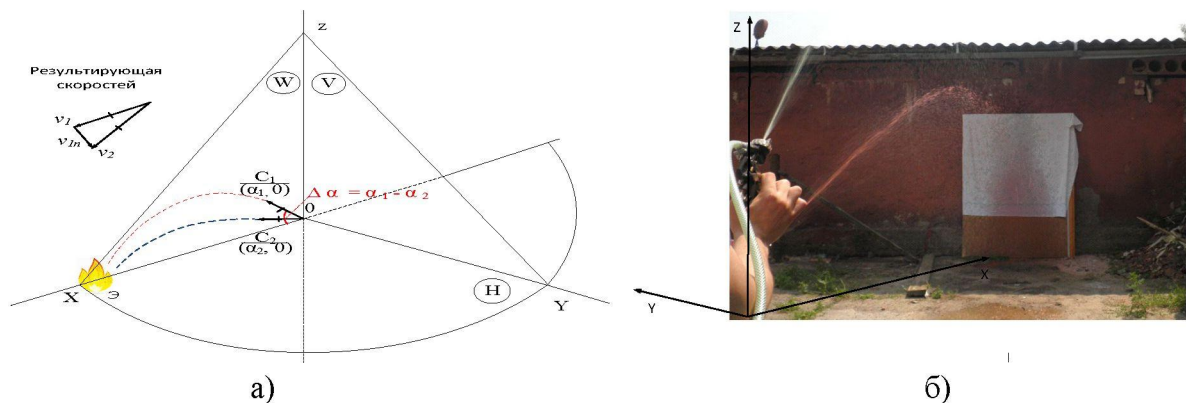 Z
W
V
Результирующая
скоростей
v₁
v₁ₙ
v₂
C₁
(α₁, 0)
Δ α = α₁ - α₂
0
C₂
(α₂, 0)
X
Э
H
Y
а)
Z
X
Y
б)